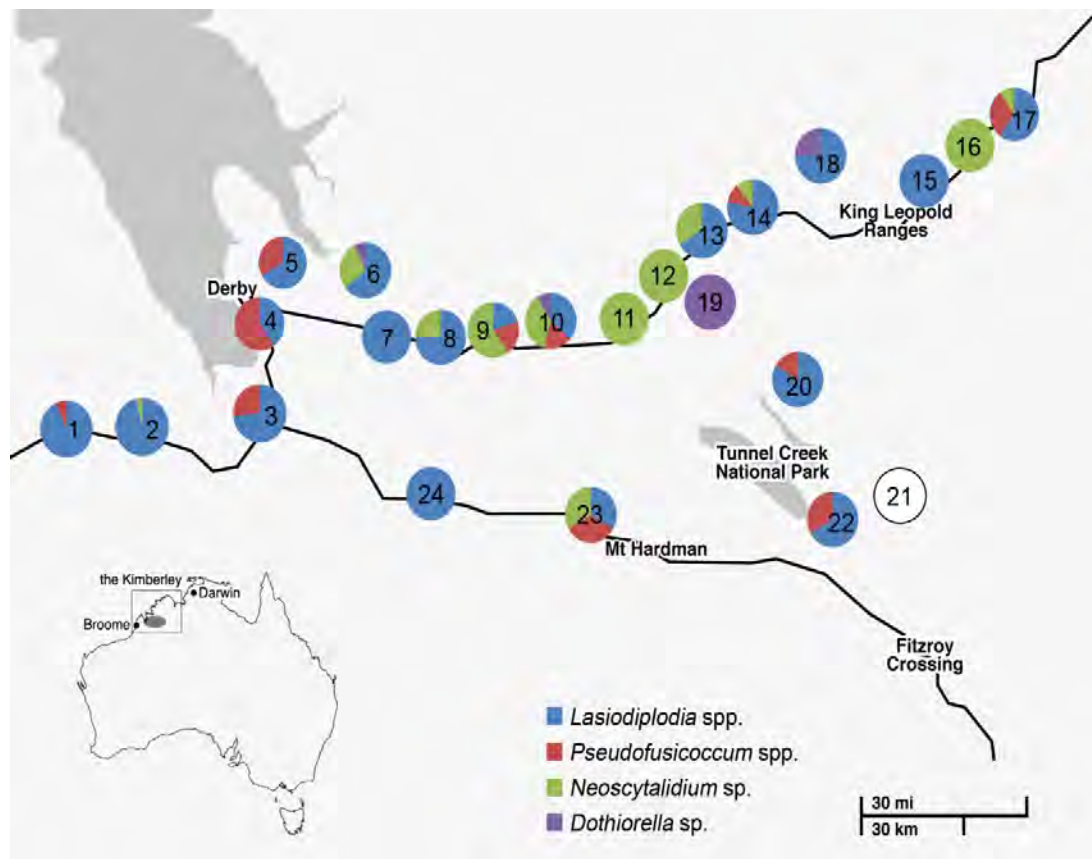 17
16
18
15
14
King Leopold
Ranges
13
5
6
12
Derby
19
4
11
10
9
8
7
20
3
1
2
Tunnel Creek
National Park
21
24
23
22
Mt Hardman
the Kimberley
Darwin
Broome
Fitzroy
Crossing
Lasiodiplodia spp.
Pseudofusicoccum spp.
Neoscytalidium sp.
Dothiorella sp.
30 mi
30 km